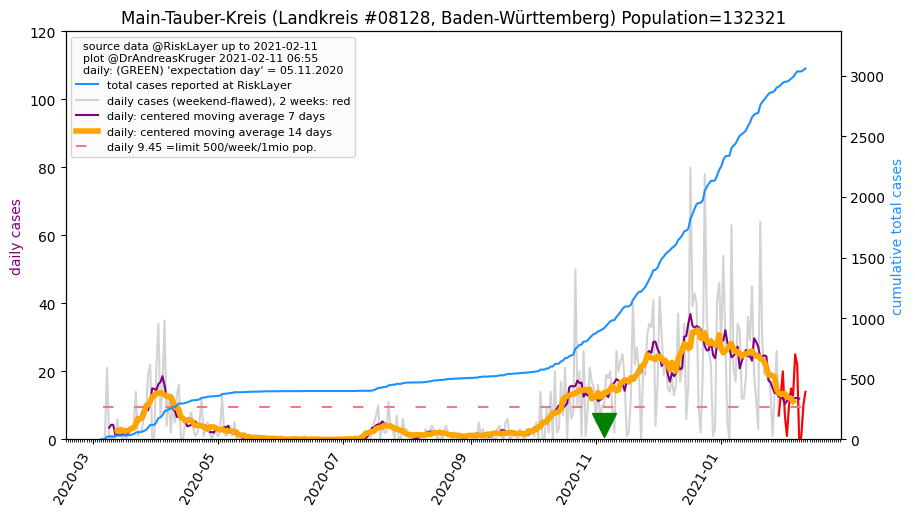 Main-Tauber-Kreis (Landkreis #08128, Baden-Württemberg) Population=132321
source data @RiskLayer up to 2021-02-11
plot @DrAndreasKruger 2021-02-11 06:55
daily: (GREEN) 'expectation day' = 05.11.2020
total cases reported at RiskLayer
daily cases (weekend-flawed), 2 weeks: red
daily: centered moving average 7 days
daily: centered moving average 14 days
daily 9.45 =limit 500/week/1mio pop.
daily cases
120
100
80
60
40
20
0
cumulative total cases
3000
2500
2000
1500
1000
500
0
2020-03
2020-05
2020-07
2020-09
2020-11
2021-01